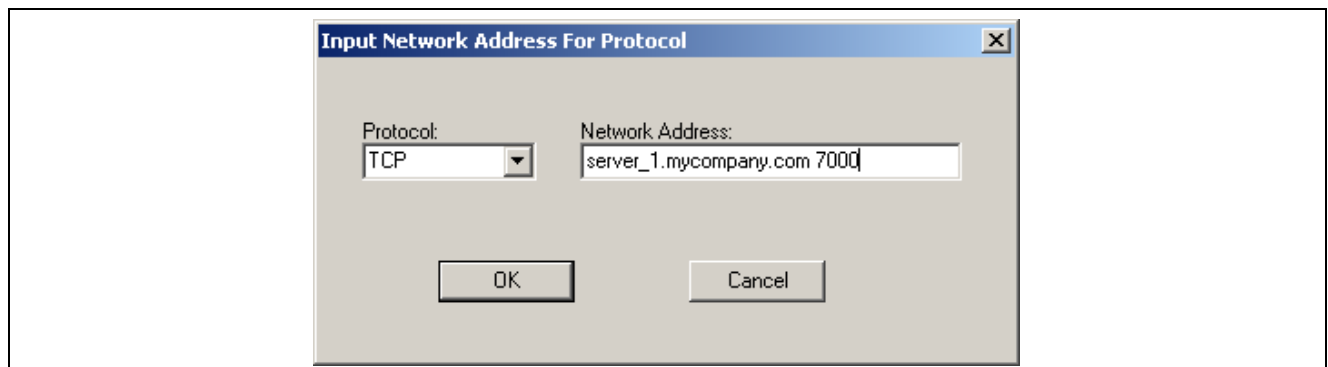 Input Network Address For Protocol
Protocol: Network Address:
TCP server_1.mycompany.com 7000
OK Cancel